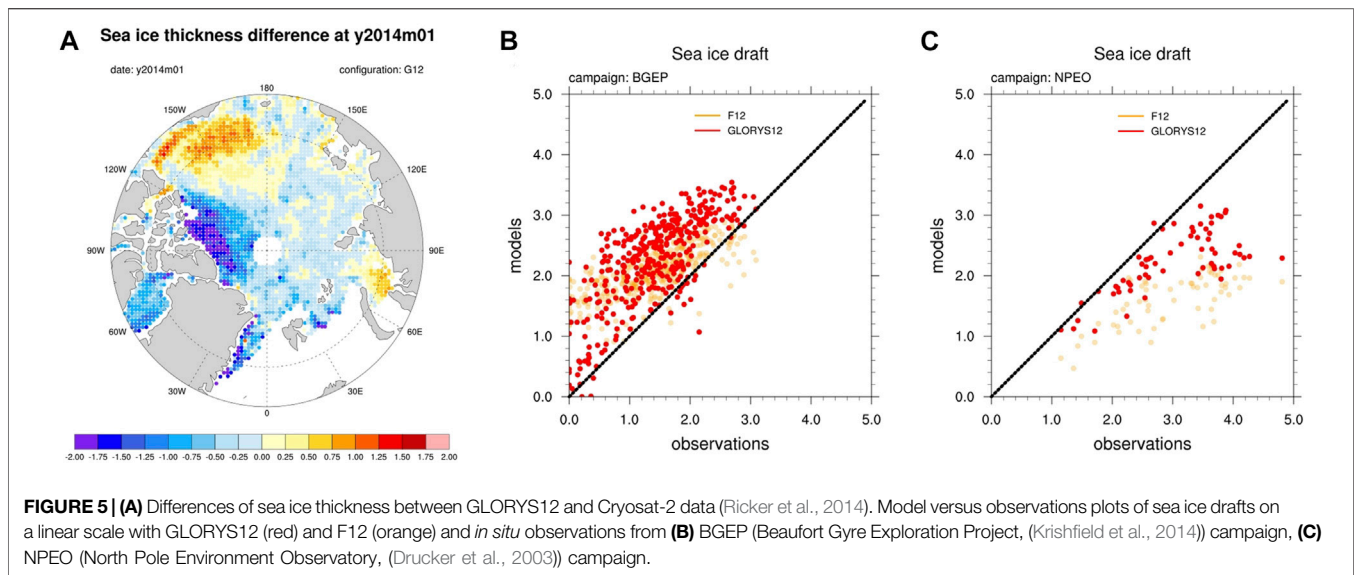 A
Sea ice thickness difference at y2014m01
date: y2014m01
configuration: G12
180
150W
150E
120W
120E
90W
90E
60W
60E
30W
30E
0
-2.00 -1.75 -1.50 -1.25 -1.00 -0.75 -0.50 -0.25 0.00 0.25 0.50 0.75 1.00 1.25 1.50 1.75 2.00
B
Sea ice draft
campaign: BGEP
5.0
4.0
3.0
2.0
1.0
0.0
models
F12
GLORYS12
0.0 1.0 2.0 3.0 4.0 5.0
observations
C
Sea ice draft
campaign: NPEO
5.0
4.0
3.0
2.0
1.0
0.0
models
F12
GLORYS12
0.0 1.0 2.0 3.0 4.0 5.0
observations
FIGURE 5 | (A) Differences of sea ice thickness between GLORYS12 and Cryosat-2 data (Ricker et al., 2014). Model versus observations plots of sea ice drafts on
a linear scale with GLORYS12 (red) and F12 (orange) and in situ observations from (B) BGEP (Beaufort Gyre Exploration Project, (Krishfield et al., 2014)) campaign, (C)
NPEO (North Pole Environment Observatory, (Drucker et al., 2003)) campaign.